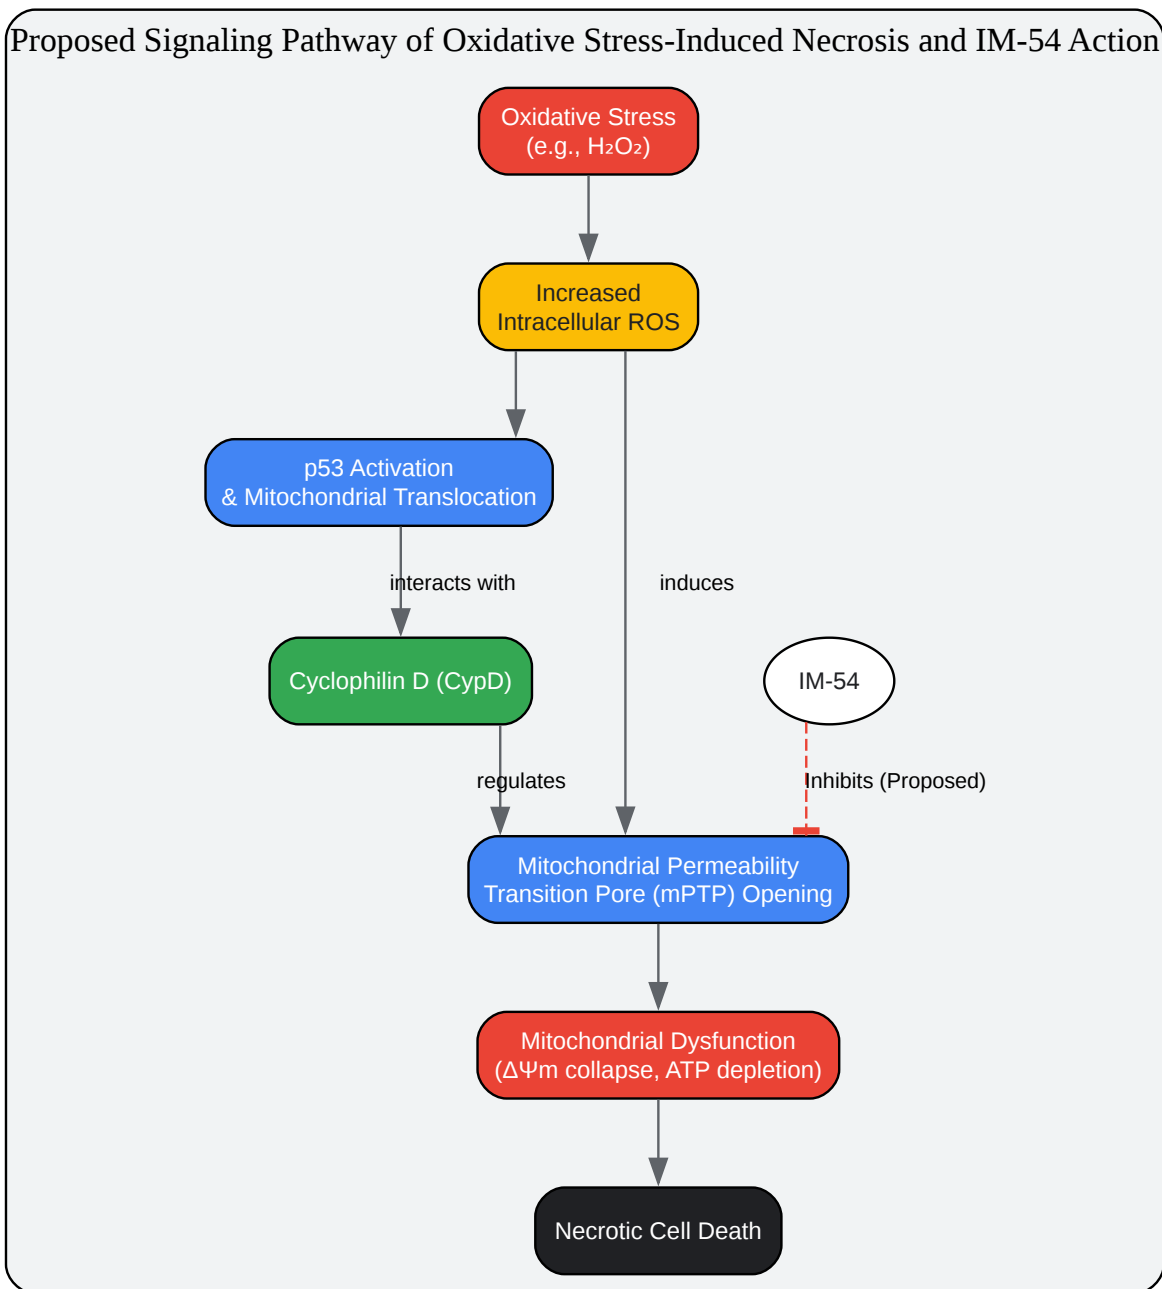 Proposed Signaling Pathway of Oxidative Stress-Induced Necrosis and IM-54 Action
Oxidative Stress
(e.g., H₂O₂)
Increased
Intracellular ROS
p53 Activation
& Mitochondrial Translocation
interacts with
induces
Cyclophilin D (CypD)
IM-54
regulates
Inhibits (Proposed)
Mitochondrial Permeability
Transition Pore (mPTP) Opening
Mitochondrial Dysfunction
(ΔΨm collapse, ATP depletion)
Necrotic Cell Death